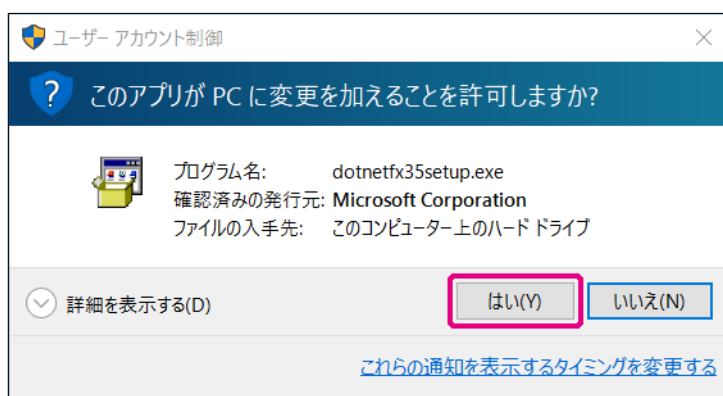 ユーザー アカウント制御
このアプリが PC に変更を加えることを許可しますか?
プログラム名: dotnetfx35setup.exe
確認済みの発行元: Microsoft Corporation
ファイルの入手先: このコンピューター上のハード ドライブ
詳細を表示する(D) はい(Y) いいえ(N)
これらの通知を表示するタイミングを変更する